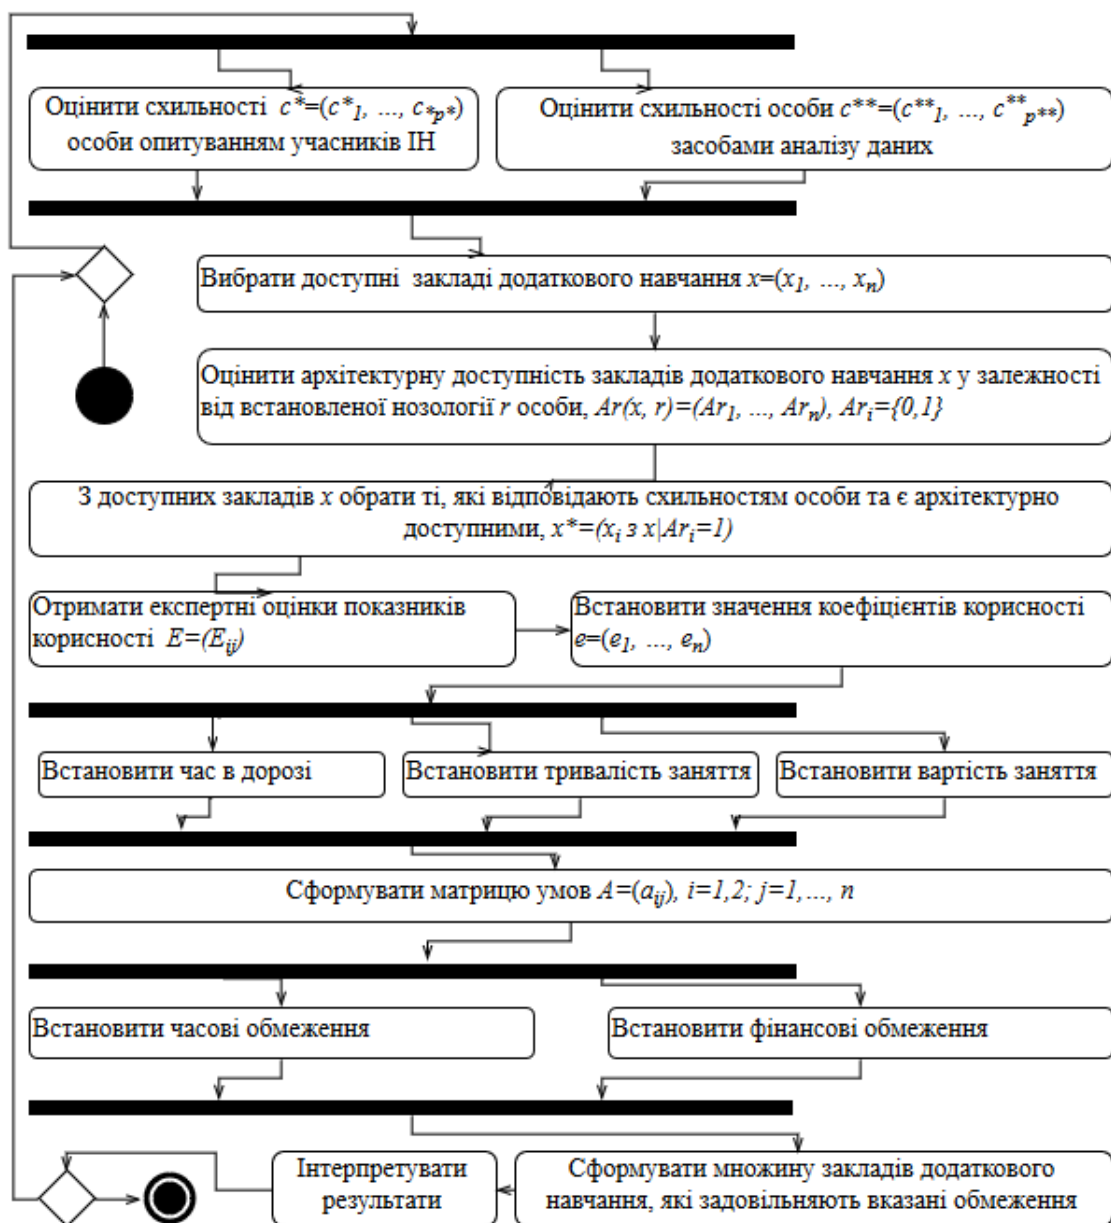 Оцінити схильності c*=(c*1, ..., c*p*)
особи опитуванням учасників ІН
Оцінити схильності особи c**=(c**1, ..., c**p**)
засобами аналізу даних
Вибрати доступні закладі додаткового навчання x=(x1, ..., xn)
Оцінити архітектурну доступність закладів додаткового навчання x у залежності
від встановленої нозології r особи, Ar(x, r)=(Ar1, ..., Arn), Ari={0,1}
З доступних закладів x обрати ті, які відповідають схильностям особи та є архітектурно
доступними, x*=(xi з x|Ari=1)
Отримати експертні оцінки показників
корисності E=(Eij)
Встановити значення коефіцієнтів корисності
e=(e1, ..., en)
Встановити час в дорозі
Встановити тривалість заняття
Встановити вартість заняття
Сформувати матрицю умов A=(aij), i=1,2; j=1,..., n
Встановити часові обмеження
Встановити фінансові обмеження
Інтерпретувати
результати
Сформувати множину закладів додаткового
навчання, які задовільняють вказані обмеження